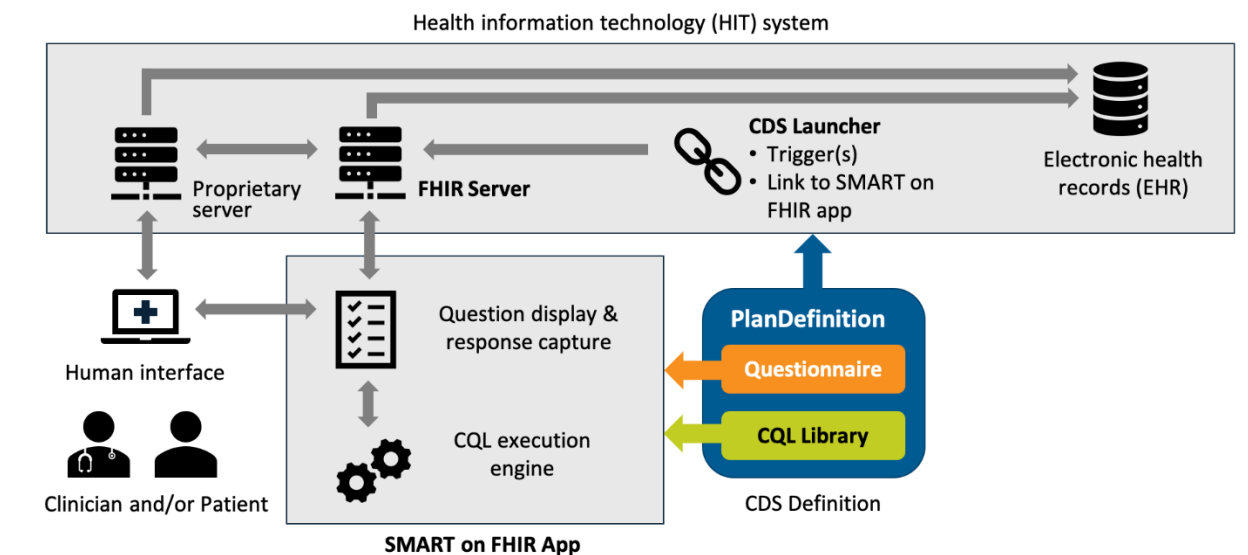 Health information technology (HIT) system
CDS Launcher
• Trigger(s)
• Link to SMART on
FHIR app
Electronic health
records (EHR)
Proprietary
server
FHIR Server
Question display &
response capture
PlanDefinition
Questionnaire
Human interface
CQL Library
CQL execution
engine
Clinician and/or Patient
CDS Definition
SMART on FHIR App